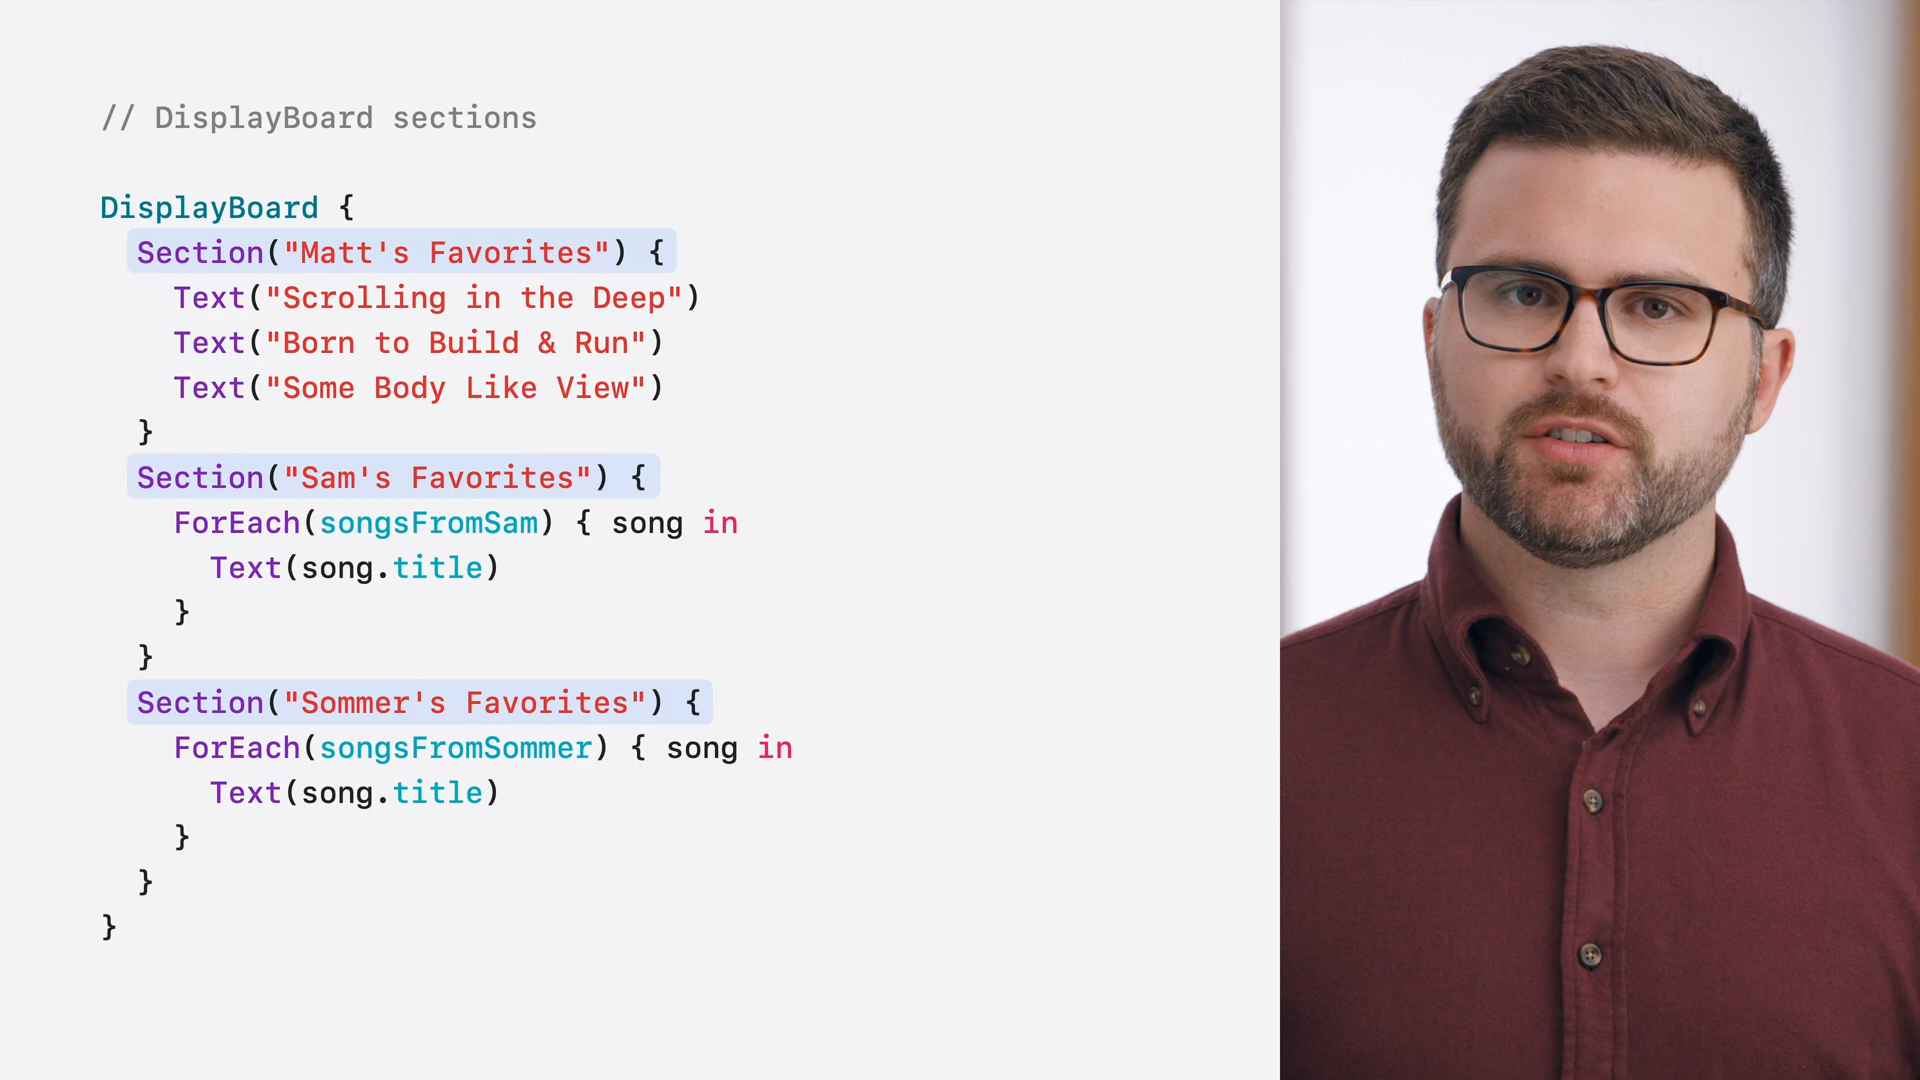 // DisplayBoard sections
DisplayBoard {
Section("Matt's Favorites") {
Text("Scrolling in the Deep")
Text("Born to Build & Run")
Text("Some Body Like View")
}
Section("Sam's Favorites") {
ForEach(songsFromSam) { song in
Text(song.title)
}
}
Section("Sommer's Favorites") {
ForEach(songsFromSommer) { song in
Text(song.title)
}
}
}